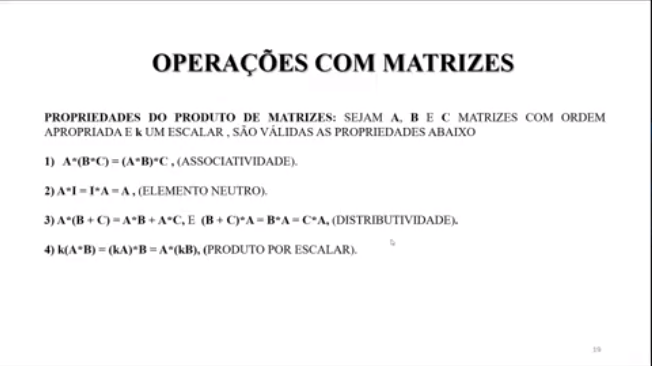 OPERAÇÕES COM MATRIZES
PROPRIEDADES DO PRODUTO DE MATRIZES: SEJAM A, B E C MATRIZES COM ORDEM
APROPRIADA E k UM ESCALAR , SÃO VÁLIDAS AS PROPRIEDADES ABAIXO
1) A*(B*C) = (A*B)*C , (ASSOCIATIVIDADE).
2) A*I = I*A = A , (ELEMENTO NEUTRO).
3) A*(B + C) = A*B + A*C, E (B + C)*A = B*A = C*A, (DISTRIBUTIVIDADE).
4) k(A*B) = (kA)*B = A*(kB), (PRODUTO POR ESCALAR).
59